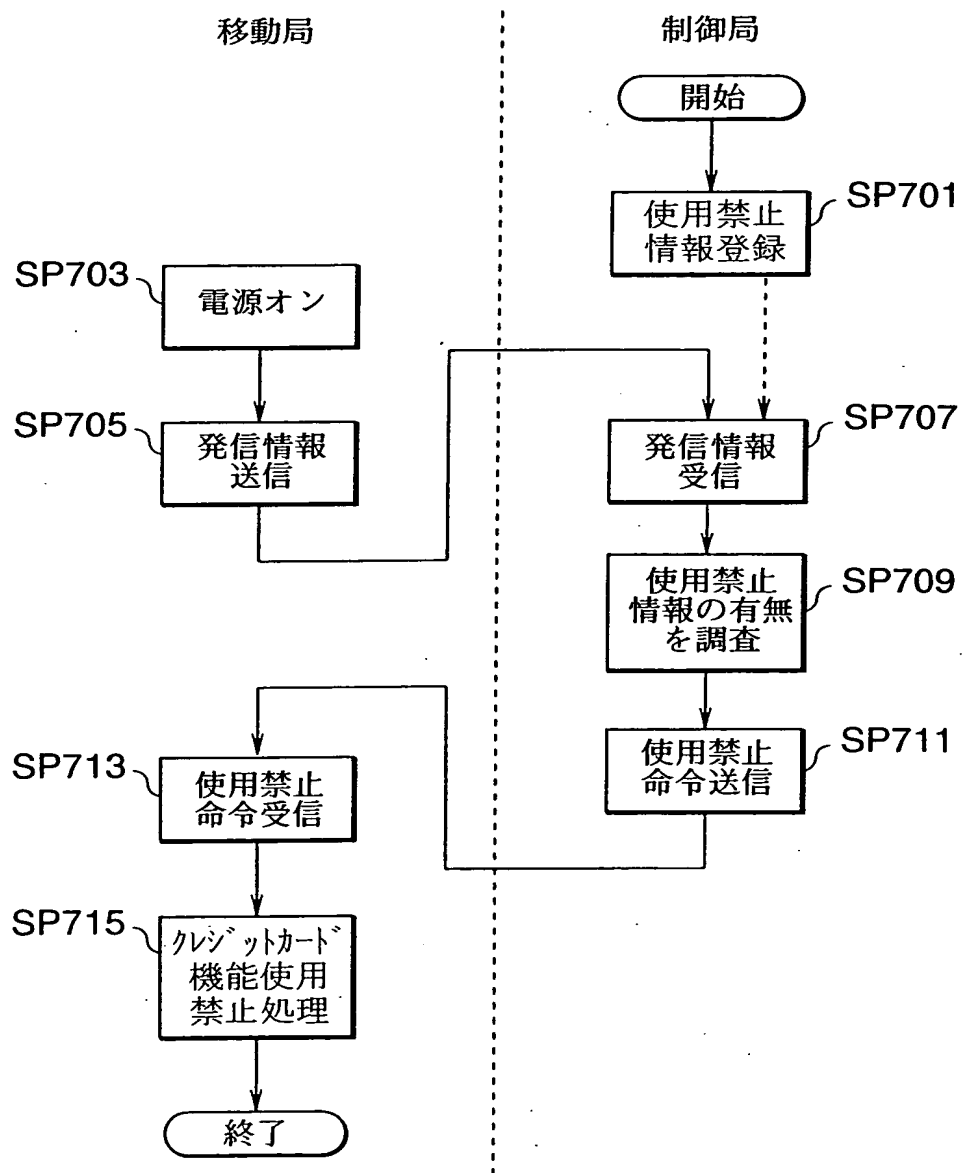 移動局
制御局
開始
SP701
使用禁止
情報登録
SP703
電源オン
SP705
発信情報
送信
SP707
発信情報
受信
SP709
使用禁止
情報の有無
を調査
SP711
使用禁止
命令送信
SP713
使用禁止
命令受信
SP715
クレジットカード
機能使用
禁止処理
終了